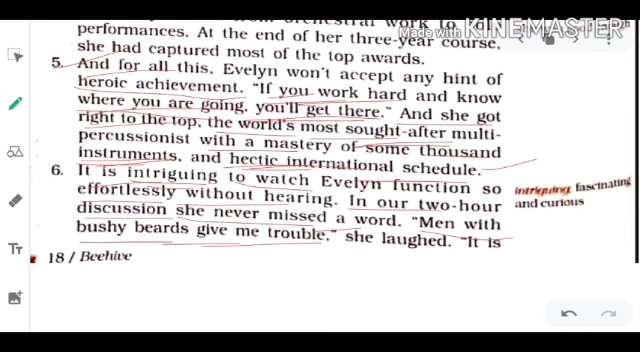 orchestral work to
Made with KINEMASTER
performances. At the end of her three-year course,
she had captured most of the top awards.
5. And for all this, Evelyn won't accept any hint of
heroic achievement. "If you work hard and know
where you are going, you'll get there." And she got
right to the top, the world's most sought-after multi-
percussionist with a mastery of some thousand
instruments, and hectic international schedule.
6. It is intriguing to watch Evelyn function so
effortlessly without hearing. In our two-hour
discussion she never missed a word. "Men with
bushy beards give me trouble," she laughed. "It is
intriguing: fascinating
and curious
18 / Beehive
Tт